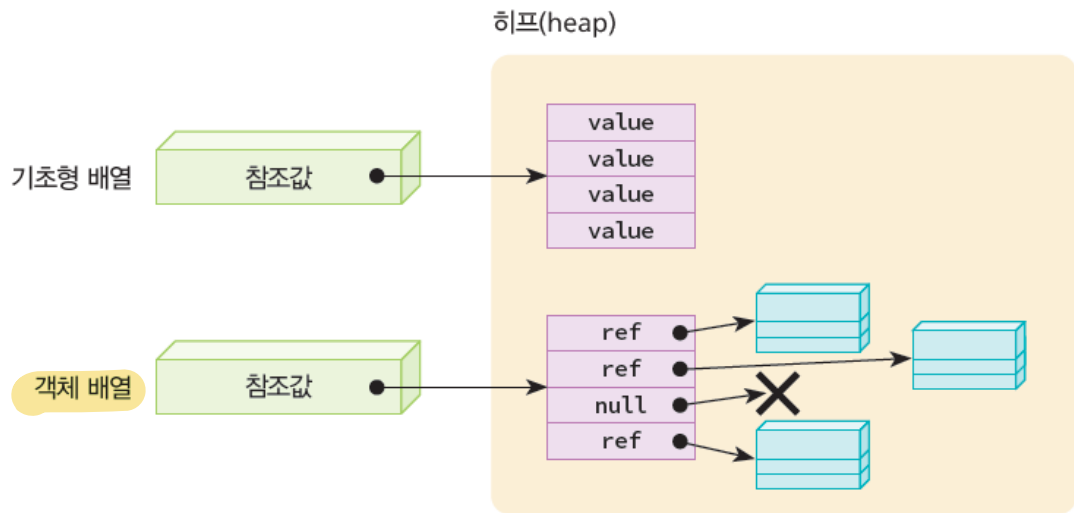 히프(heap)
기초형 배열
참조값
value
value
value
value
객체 배열
참조값
ref
ref
null
ref